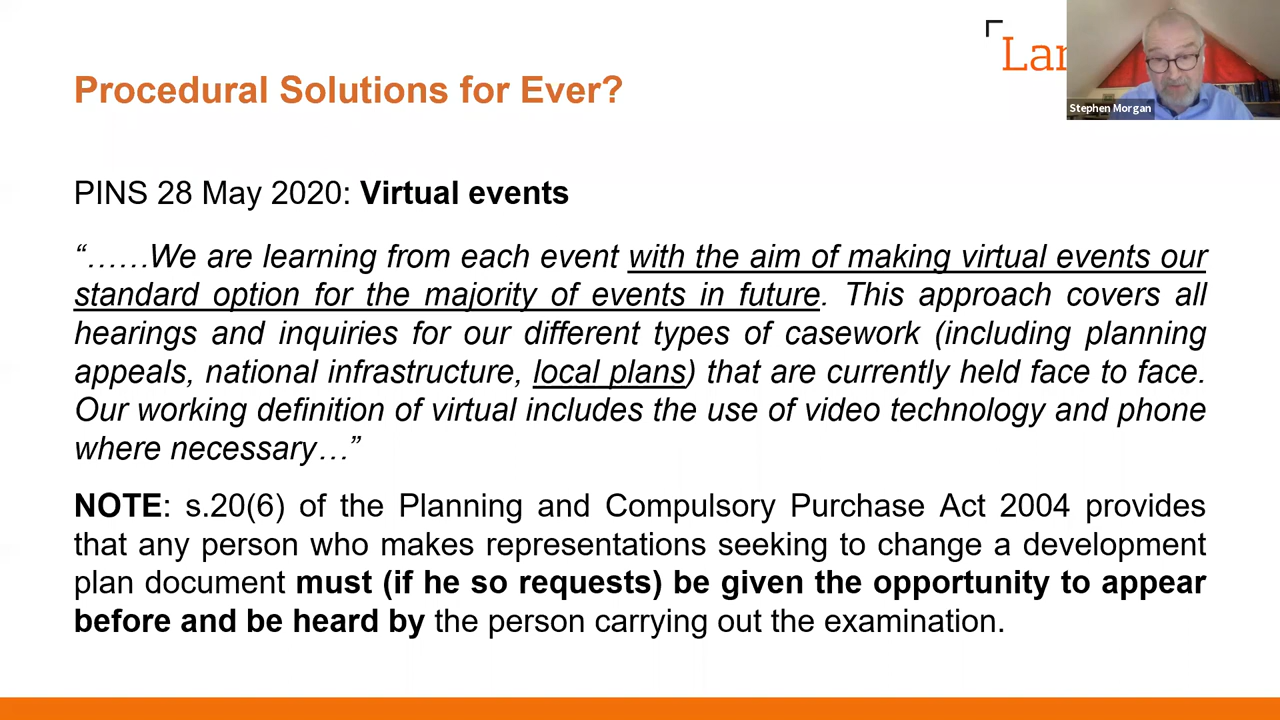 Lan
Stephen Morgan
Procedural Solutions for Ever?
PINS 28 May 2020: Virtual events
“……We are learning from each event with the aim of making virtual events our
standard option for the majority of events in future. This approach covers all
hearings and inquiries for our different types of casework (including planning
appeals, national infrastructure, local plans) that are currently held face to face.
Our working definition of virtual includes the use of video technology and phone
where necessary…”
NOTE: s.20(6) of the Planning and Compulsory Purchase Act 2004 provides
that any person who makes representations seeking to change a development
plan document must (if he so requests) be given the opportunity to appear
before and be heard by the person carrying out the examination.